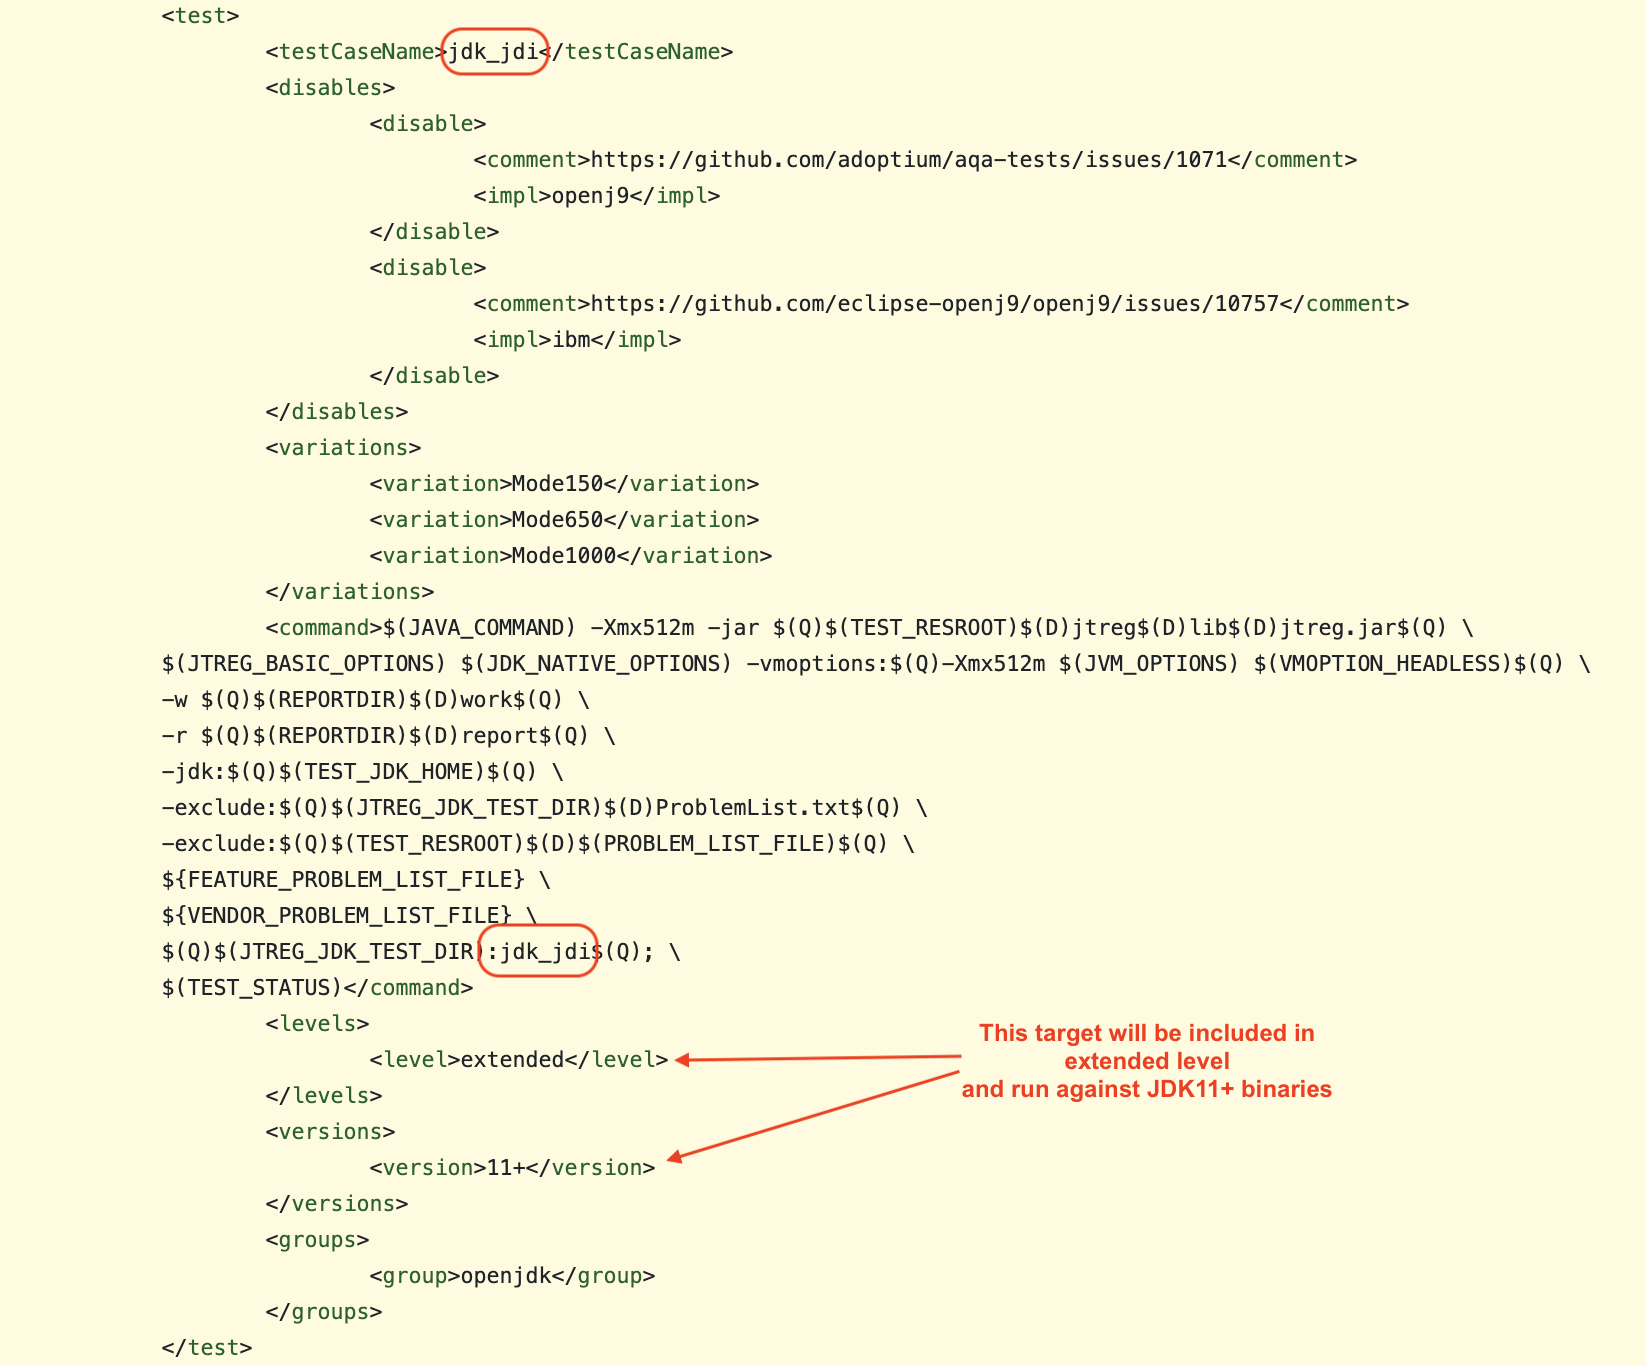 <test>
<testCaseName>jdk_jdi</testCaseName>
<disables>
<disable>
<comment>https://github.com/adoptium/aqa-tests/issues/1071</comment>
<impl>openj9</impl>
</disable>
<disable>
<comment>https://github.com/eclipse-openj9/openj9/issues/10757</comment>
<impl>ibm</impl>
</disable>
</disables>
<variations>
<variation>Mode150</variation>
<variation>Mode650</variation>
<variation>Mode1000</variation>
</variations>
<command>$(JAVA_COMMAND) -Xmx512m -jar $(Q)$(TEST_RESROOT)$(D)jtreg$(D)lib$(D)jtreg.jar$(Q) \
$(JTREG_BASIC_OPTIONS) $(JDK_NATIVE_OPTIONS) -vmoptions:$(Q)-Xmx512m $(JVM_OPTIONS) $(VMOPTION_HEADLESS)$(Q) \
-w $(Q)$(REPORTDIR)$(D)work$(Q) \
-r $(Q)$(REPORTDIR)$(D)report$(Q) \
-jdk:$(Q)$(TEST_JDK_HOME)$(Q) \
-exclude:$(Q)$(JTREG_JDK_TEST_DIR)$(D)ProblemList.txt$(Q) \
-exclude:$(Q)$(TEST_RESROOT)$(D)$(PROBLEM_LIST_FILE)$(Q) \
${FEATURE_PROBLEM_LIST_FILE} \
${VENDOR_PROBLEM_LIST_FILE} \
$(Q)$(JTREG_JDK_TEST_DIR):jdk_jdi$(Q); \
$(TEST_STATUS)</command>
<levels>
<level>extended</level>
</levels>
<versions>
<version>11+</version>
</versions>
<groups>
<group>openjdk</group>
</groups>
</test>
This target will be included in
extended level
and run against JDK11+ binaries